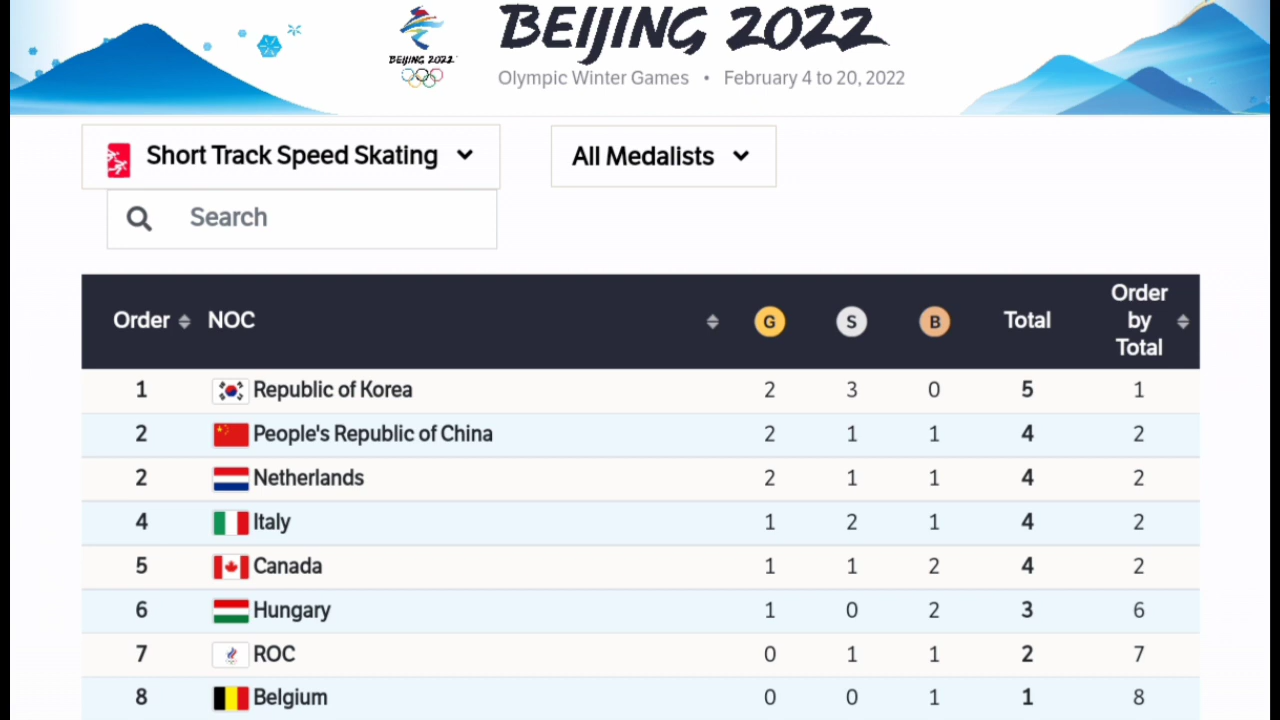 BEIJING 2022
BEIJING 2022
Olympic Winter Games • February 4 to 20, 2022
Short Track Speed Skating
All Medalists
Search
Order NOC G S B Total Order by Total
1 Republic of Korea 2 3 0 5 1
2 People's Republic of China 2 1 1 4 2
2 Netherlands 2 1 1 4 2
4 Italy 1 2 1 4 2
5 Canada 1 1 2 4 2
6 Hungary 1 0 2 3 6
7 ROC 0 1 1 2 7
8 Belgium 0 0 1 1 8